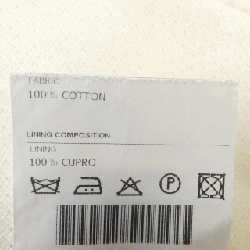 FABRIC
100 % COTTON
LINING COMPOSITION
LINING
100 % CUPRO
P